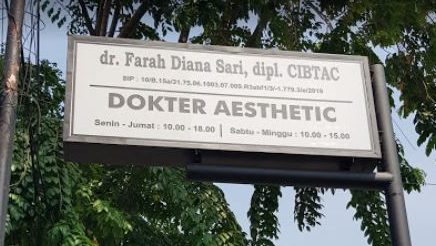 dr. Farah Diana Sari, dipl. CIBTAC
DOKTER AESTHETIC
Senin - Jumat : 10.00 - 18.00 | Sabtu - Minggu : 10.00 - 15.00